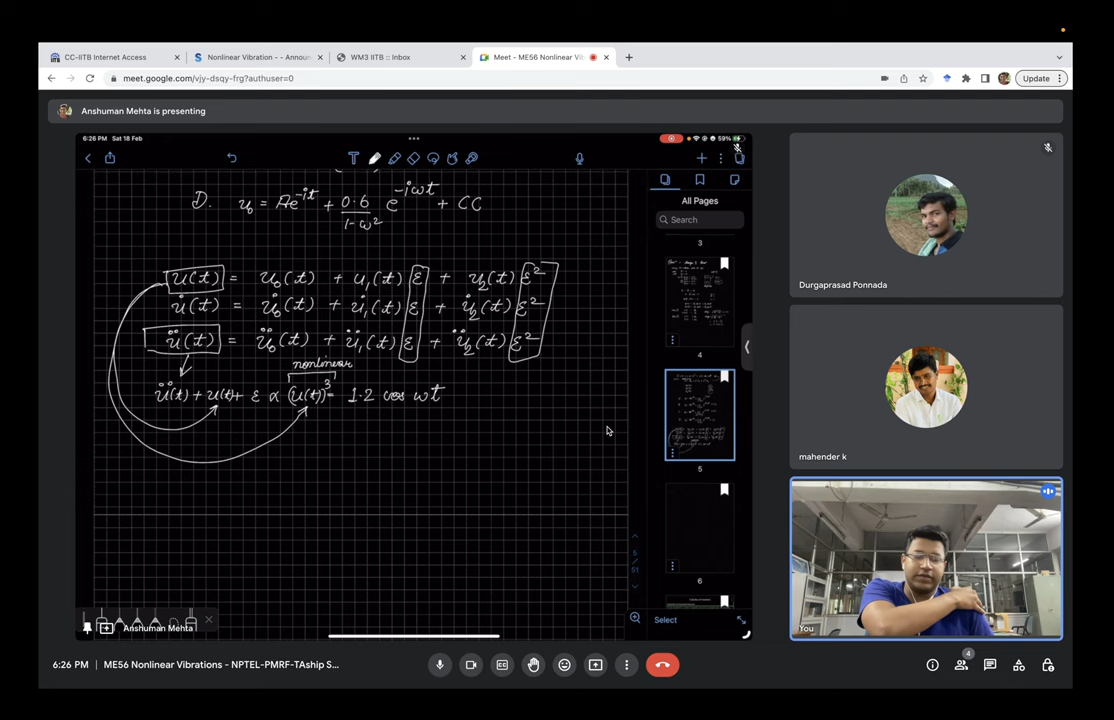 CC-IITB Internet Access
Nonlinear Vibration - - Announ
WM3 IITB :: Inbox
Meet - ME56 Nonlinear Vib
meet.google.com/vjy-dsqy-frg?authuser=0
Update
Anshuman Mehta is presenting
6:26 PM Sat 18 Feb
59%
D. u₀ = Ae^{-it} + 0.6/(1-ω²) e^{-iωt} + CC
u(t) = u₀(t) + u₁(t) ε + u₂(t) ε²
u̇(t) = u̇₀(t) + u̇₁(t) ε + u̇₂(t) ε²
ü(t) = ü₀(t) + ü₁(t) ε + ü₂(t) ε²
nonlinear
ü(t) + u(t) + ε α (u(t))³ = 1.2 cos ωt
All Pages
Search
3
4
5
6
5
51
Select
Anshuman Mehta
Durgaprasad Ponnada
mahender k
You
6:26 PM | ME56 Nonlinear Vibrations - NPTEL-PMRF-TAship S...
4